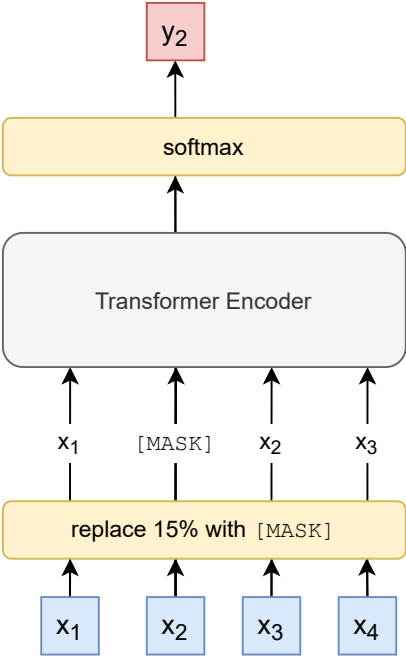 y2
softmax
Transformer Encoder
x1 [MASK] x2 x3
replace 15% with [MASK]
x1 x2 x3 x4